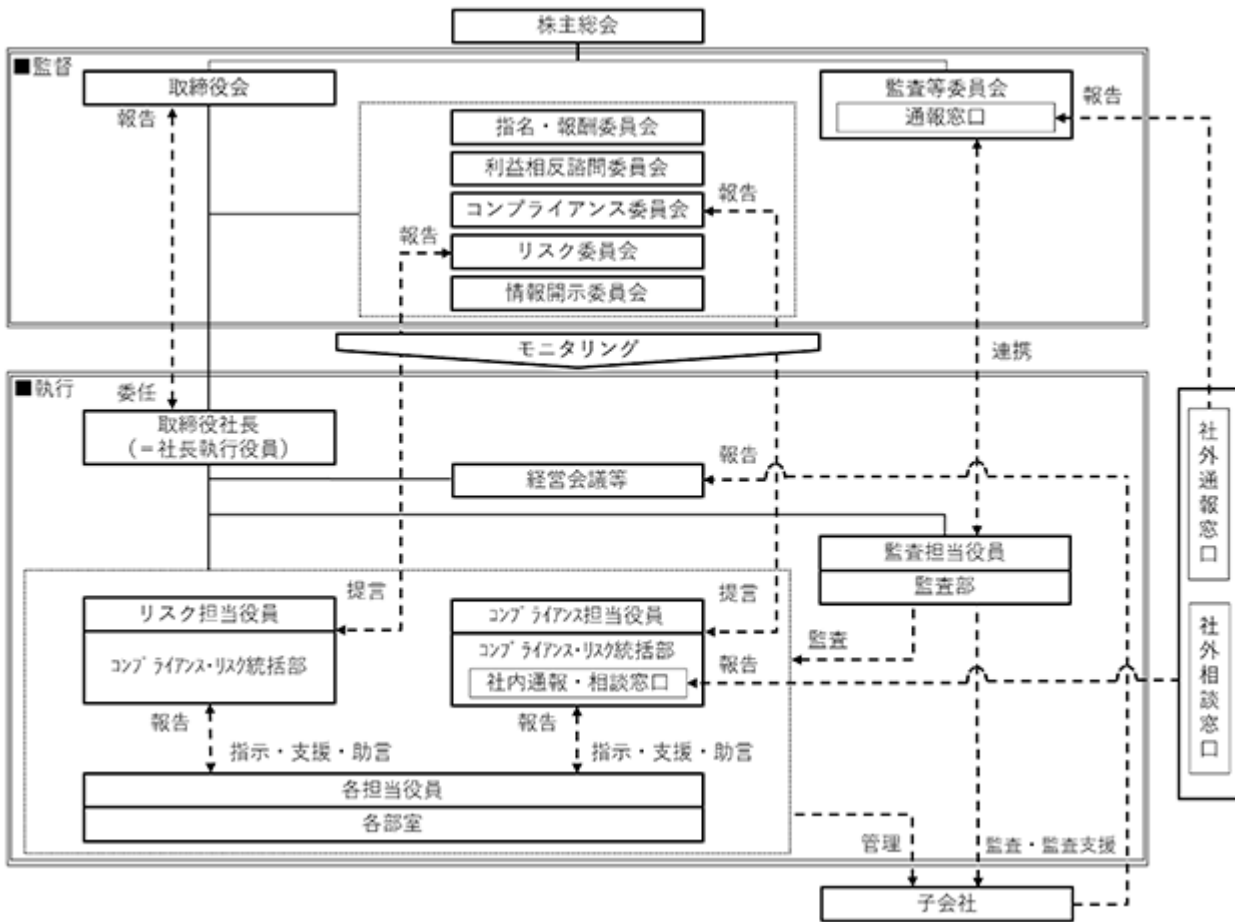 株主総会
■監督
取締役会
監査等委員会
通報窓口
報告
報告
指名・報酬委員会
利益相反諮問委員会
コンプライアンス委員会
報告
報告
リスク委員会
情報開示委員会
モニタリング
連携
■執行
委任
取締役社長
（＝社長執行役員）
経営会議等
報告
社外通報窓口
監査担当役員
監査部
提言
提言
リスク担当役員
コンプライアンス・リスク統括部
コンプライアンス担当役員
コンプライアンス・リスク統括部
社内通報・相談窓口
監査
報告
社外相談窓口
報告
指示・支援・助言
報告
指示・支援・助言
各担当役員
各部室
管理
監査・監査支援
子会社